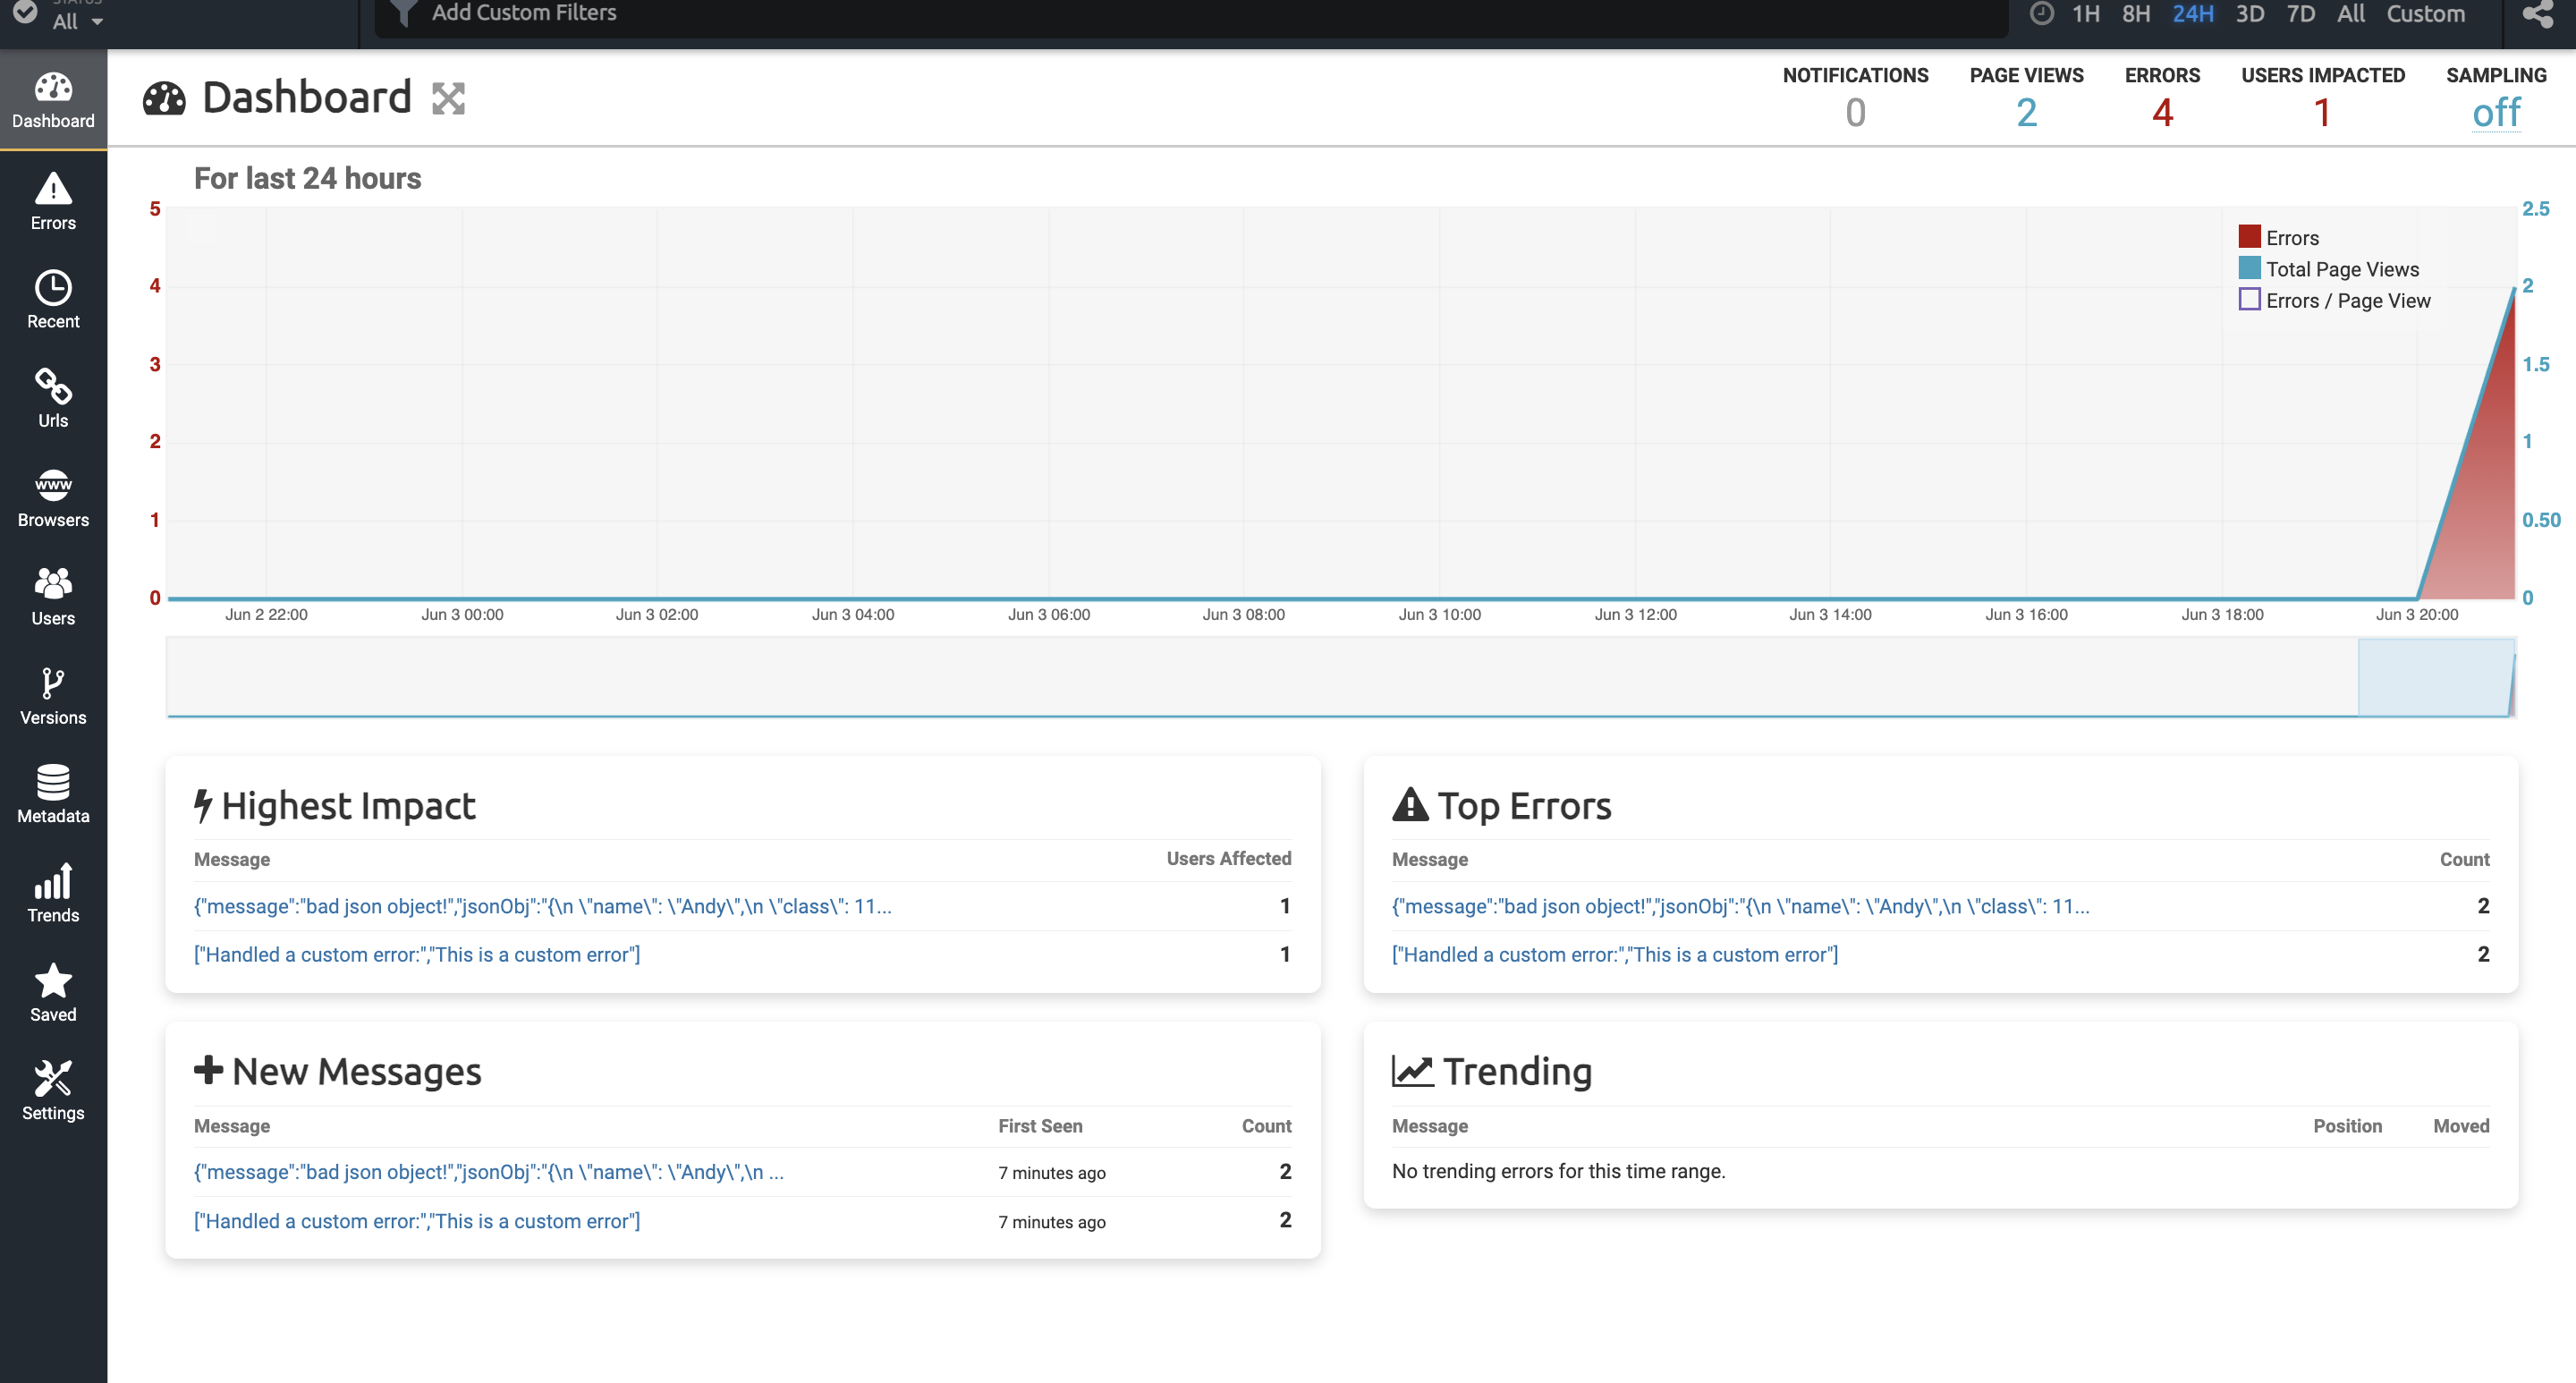 STATUS
All
Add Custom Filters
1H 8H 24H 3D 7D All Custom
Dashboard
Errors
Recent
Urls
www
Browsers
Users
Versions
Metadata
Trends
Saved
Settings
Dashboard
NOTIFICATIONS
0
PAGE VIEWS
2
ERRORS
4
USERS IMPACTED
1
SAMPLING
off
For last 24 hours
5
4
3
2
1
0
2.5
2
1.5
1
0.50
0
Errors
Total Page Views
Errors / Page View
Jun 2 22:00 Jun 3 00:00 Jun 3 02:00 Jun 3 04:00 Jun 3 06:00 Jun 3 08:00 Jun 3 10:00 Jun 3 12:00 Jun 3 14:00 Jun 3 16:00 Jun 3 18:00 Jun 3 20:00
Highest Impact
Message Users Affected
{"message":"bad json object!","jsonObj":"{\n \"name\": \"Andy\",\n \"class\": 11... 1
["Handled a custom error:","This is a custom error"] 1
Top Errors
Message Count
{"message":"bad json object!","jsonObj":"{\n \"name\": \"Andy\",\n \"class\": 11... 2
["Handled a custom error:","This is a custom error"] 2
New Messages
Message First Seen Count
{"message":"bad json object!","jsonObj":"{\n \"name\": \"Andy\",\n ... 7 minutes ago 2
["Handled a custom error:","This is a custom error"] 7 minutes ago 2
Trending
Message Position Moved
No trending errors for this time range.